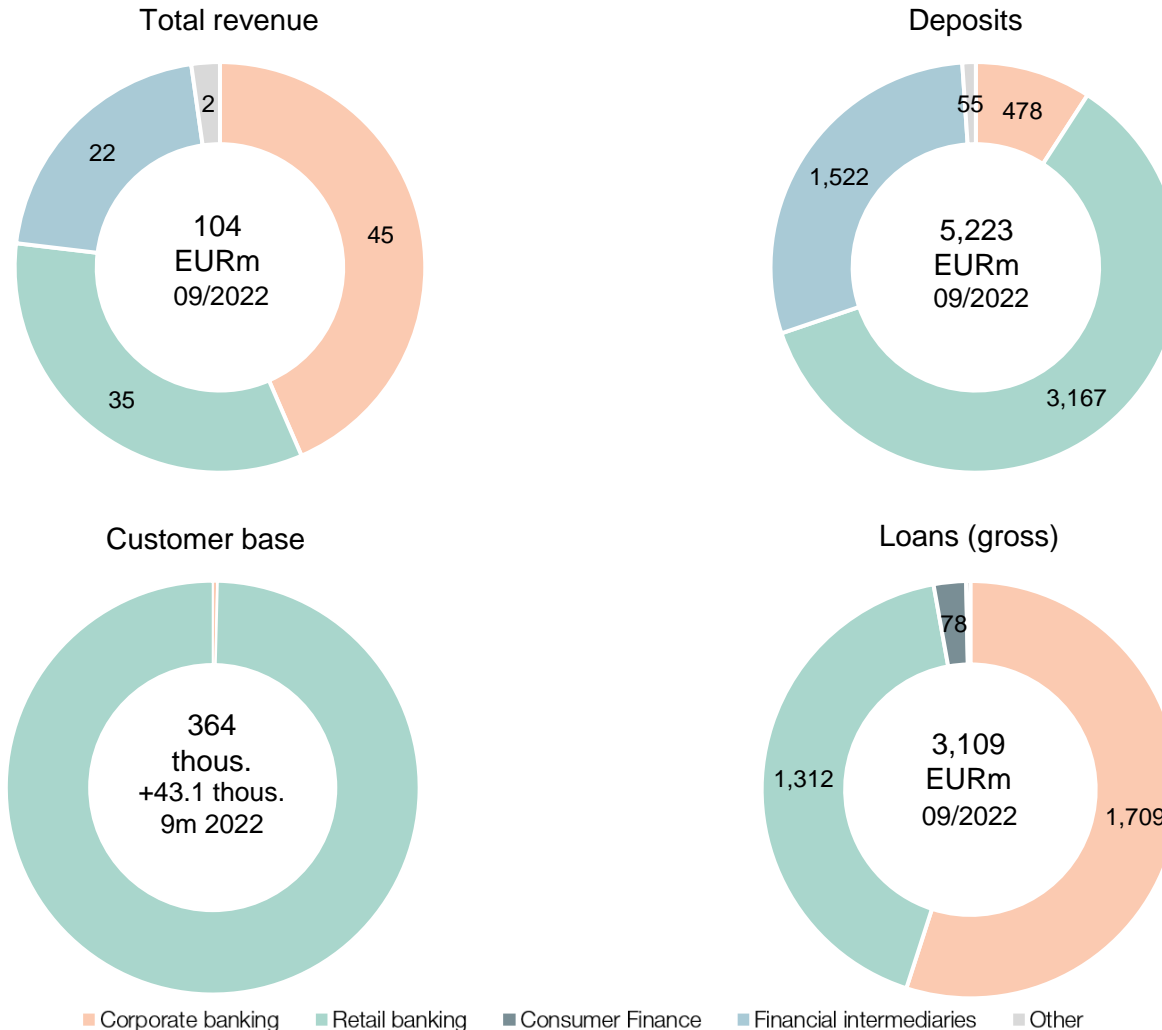 Total revenue
2
22
45
35
104
EURm
09/2022
Deposits
55
478
1,522
3,167
5,223
EURm
09/2022
Customer base
364
thous.
+43.1 thous.
9m 2022
Loans (gross)
78
1,312
1,709
3,109
EURm
09/2022
Corporate banking Retail banking Consumer Finance Financial intermediaries Other